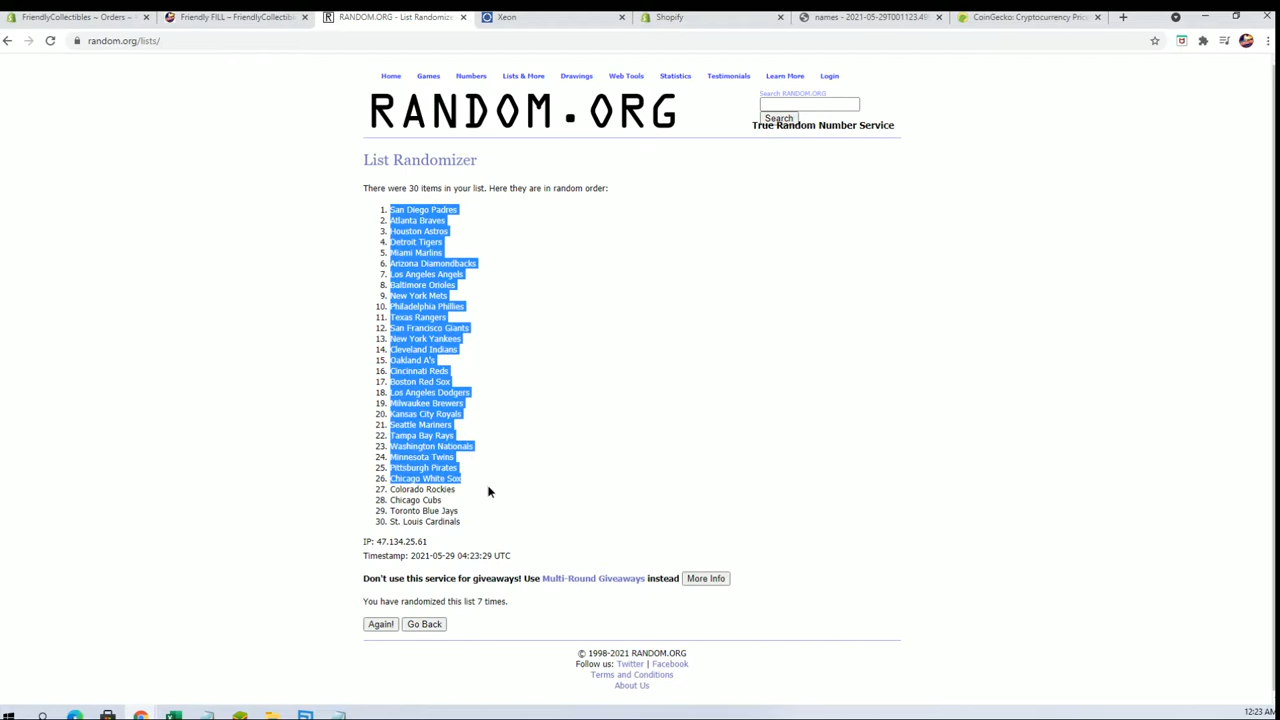 FriendlyCollectibles ~ Orders ~
Friendly FILL – FriendlyCollectib
RANDOM.ORG - List Randomizer
Xeon
Shopify
names - 2021-05-29T001123.49
CoinGecko: Cryptocurrency Pric
random.org/lists/
Home Games Numbers Lists & More Drawings Web Tools Statistics Testimonials Learn More Login
RANDOM.ORG
Search RANDOM.ORG
Search
True Random Number Service
List Randomizer
There were 30 items in your list. Here they are in random order:
1. San Diego Padres
2. Atlanta Braves
3. Houston Astros
4. Detroit Tigers
5. Miami Marlins
6. Arizona Diamondbacks
7. Los Angeles Angels
8. Baltimore Orioles
9. New York Mets
10. Philadelphia Phillies
11. Texas Rangers
12. San Francisco Giants
13. New York Yankees
14. Cleveland Indians
15. Oakland A's
16. Cincinnati Reds
17. Boston Red Sox
18. Los Angeles Dodgers
19. Milwaukee Brewers
20. Kansas City Royals
21. Seattle Mariners
22. Tampa Bay Rays
23. Washington Nationals
24. Minnesota Twins
25. Pittsburgh Pirates
26. Chicago White Sox
27. Colorado Rockies
28. Chicago Cubs
29. Toronto Blue Jays
30. St. Louis Cardinals
IP: 47.134.25.61
Timestamp: 2021-05-29 04:23:29 UTC
Don't use this service for giveaways! Use Multi-Round Giveaways instead More Info
You have randomized this list 7 times.
Again! Go Back
© 1998-2021 RANDOM.ORG
Follow us: Twitter | Facebook
Terms and Conditions
About Us
12:23 AM